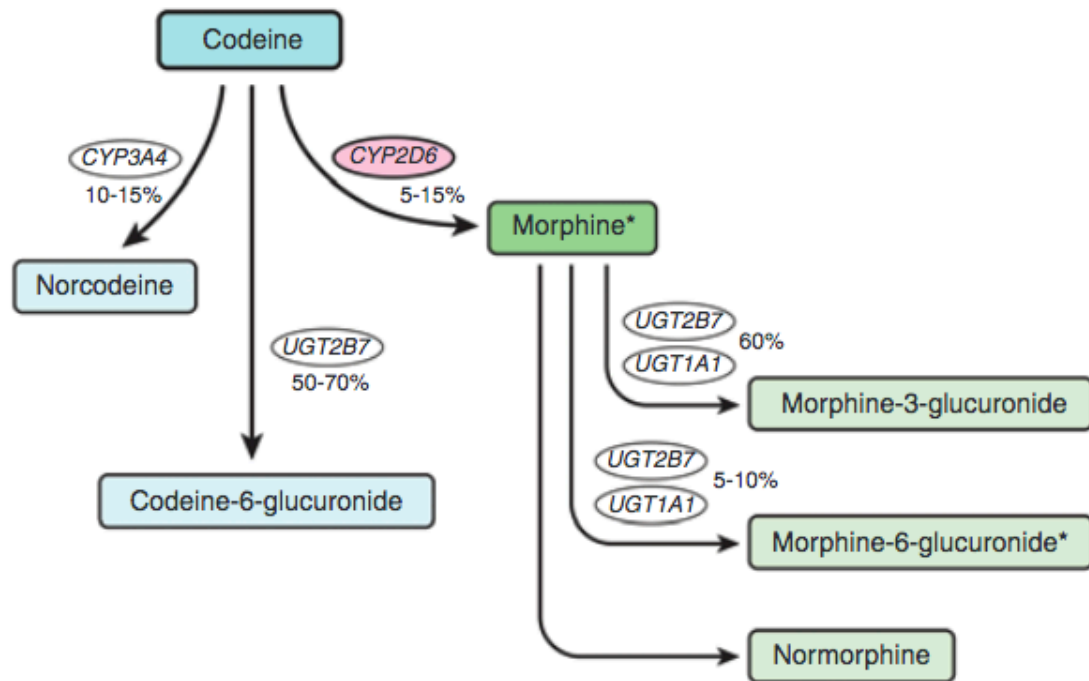 Codeine
CYP3A4
10-15%
CYP2D6
5-15%
Morphine*
Norcodeine
UGT2B7
50-70%
UGT2B7
60%
UGT1A1
Morphine-3-glucuronide
UGT2B7
5-10%
UGT1A1
Codeine-6-glucuronide
Morphine-6-glucuronide*
Normorphine